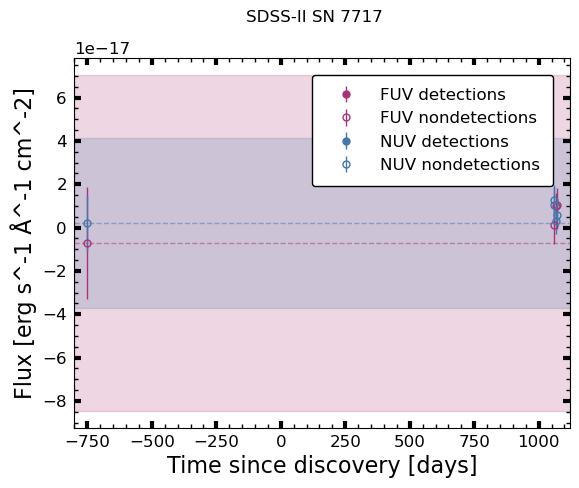 SDSS-II SN 7717
1e−17
FUV detections
FUV nondetections
NUV detections
NUV nondetections
6
4
2
0
−2
−4
−6
−8
Flux [erg s^-1 Å^-1 cm^-2]
−750 −500 −250 0 250 500 750 1000
Time since discovery [days]